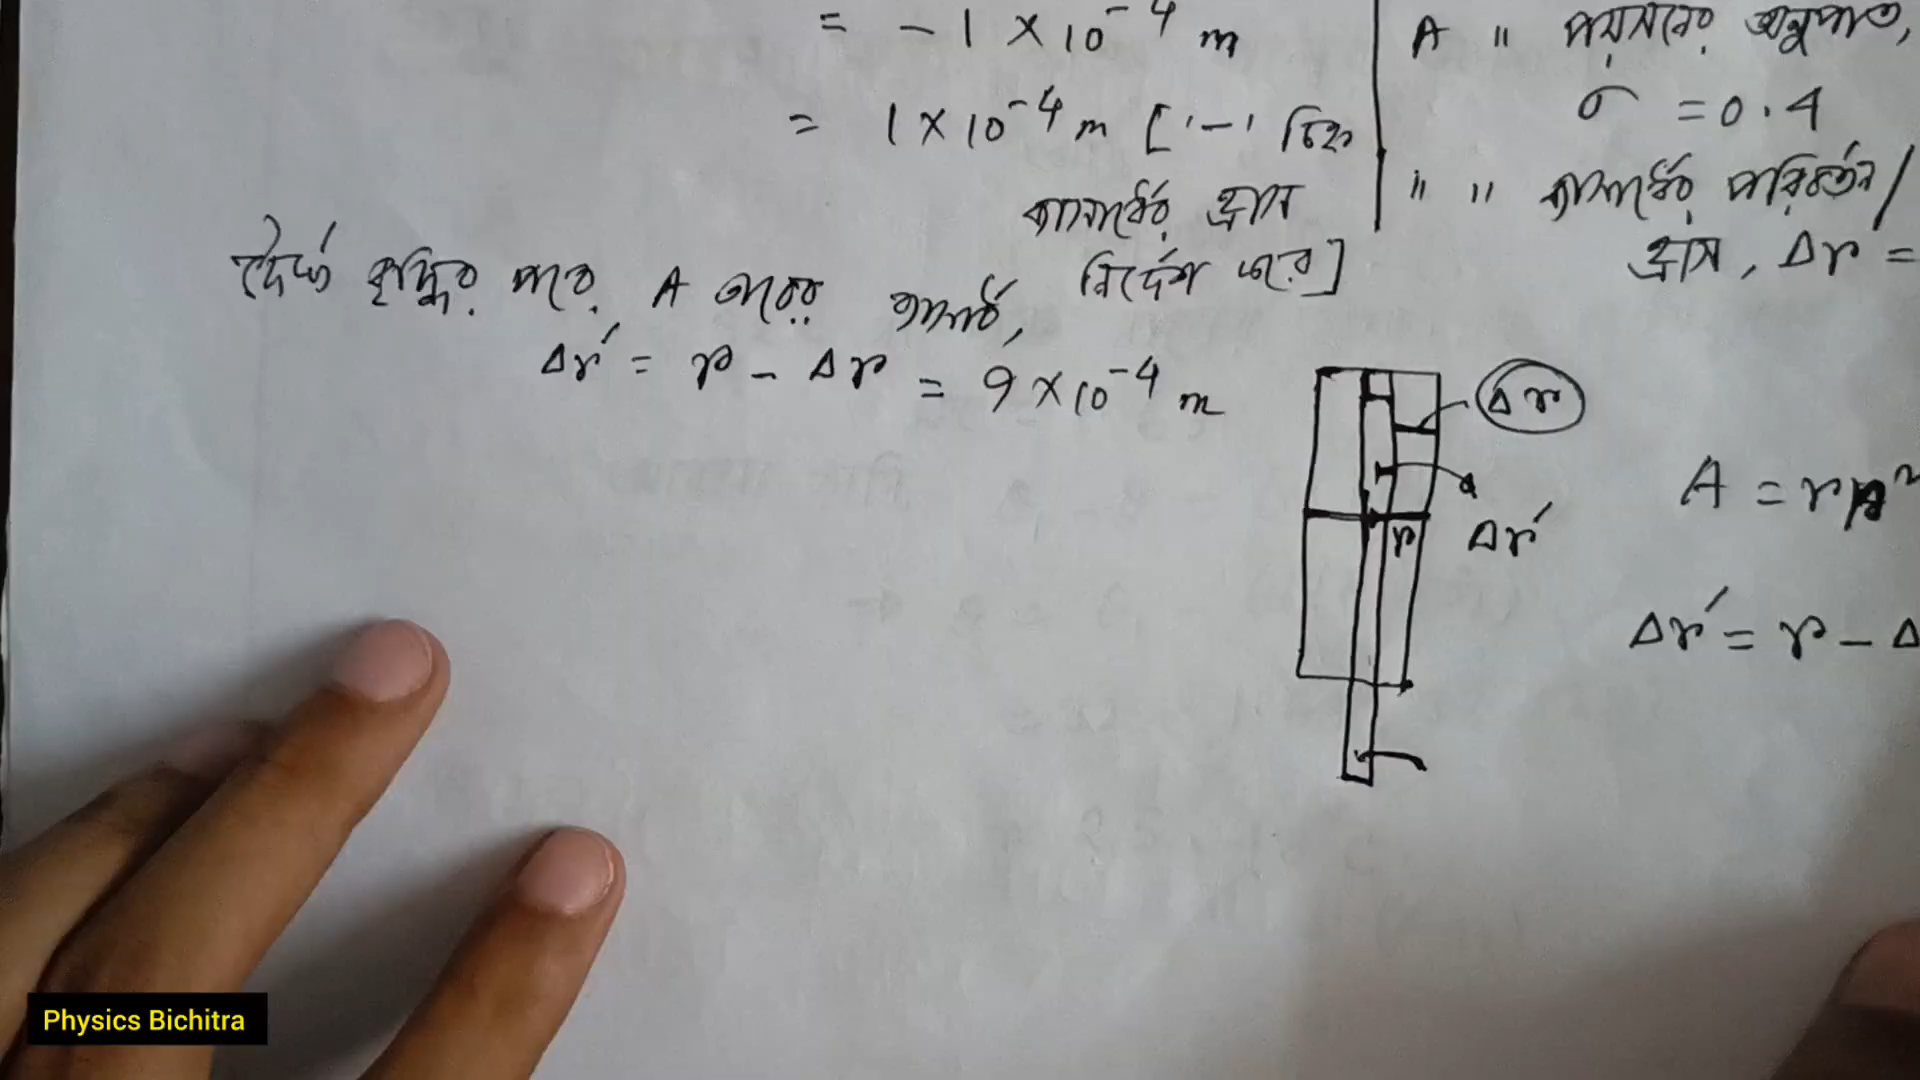 = - 1 × 10⁻⁴ m
= 1 × 10⁻⁴ m ['-' চিহ্ন
ব্যাসার্ধের হ্রাস
নির্দেশ করে]
দৈর্ঘ্য বৃদ্ধির পরে, A তারের ব্যাসার্ধ,
Δr′ = r - Δr = 9 × 10⁻⁴ m
A " পয়সনের অনুপাত,
σ = 0.4
" " ব্যাসার্ধের পরিবর্তন/
হ্রাস, Δr =
Δr
r Δr′
A =
Δr′ = r - Δ
Physics Bichitra